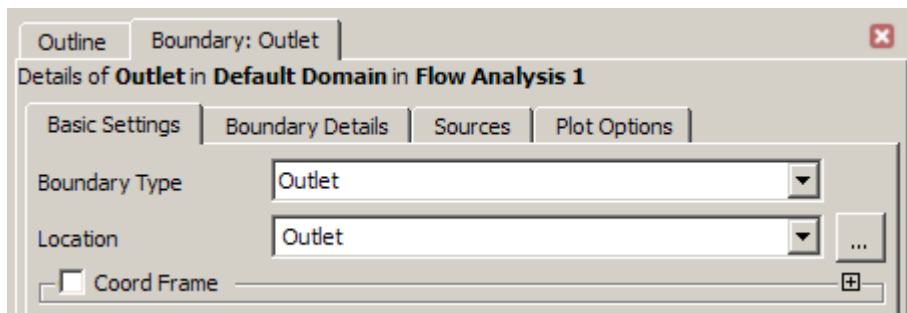 Outline Boundary: Outlet
Details of Outlet in Default Domain in Flow Analysis 1
Basic Settings Boundary Details Sources Plot Options
Boundary Type Outlet
Location Outlet ...
Coord Frame